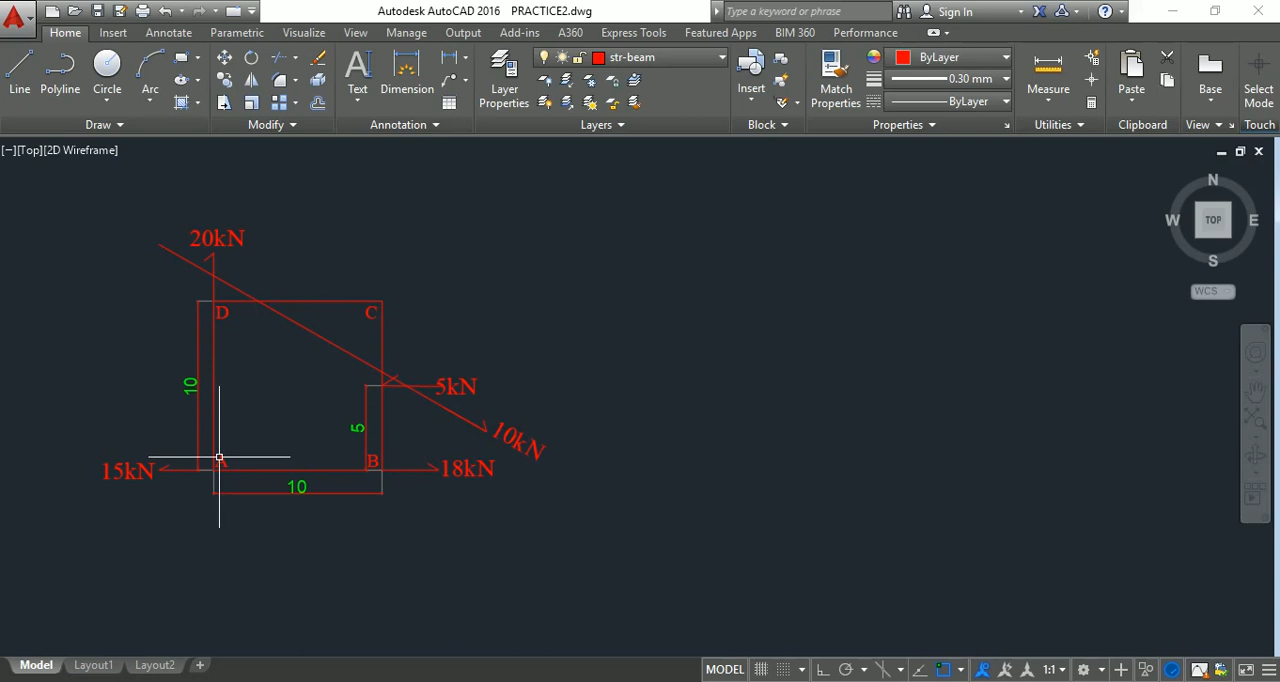 Autodesk AutoCAD 2016 PRACTICE2.dwg
Type a keyword or phrase
Sign In
Home Insert Annotate Parametric Visualize View Manage Output Add-ins A360 Express Tools Featured Apps BIM 360 Performance
Line Polyline Circle Arc
Text Dimension
Layer Properties
str-beam
Insert
Match Properties
ByLayer
0.30 mm
ByLayer
Measure
Paste
Base
Select Mode
Draw Modify Annotation Layers Block Properties Utilities Clipboard View Touch
[−][Top][2D Wireframe]
N
W TOP E
S
WCS
20kN
D C
10
5kN
5
10kN
A B
15kN 18kN
10
Model Layout1 Layout2 +
MODEL 1:1